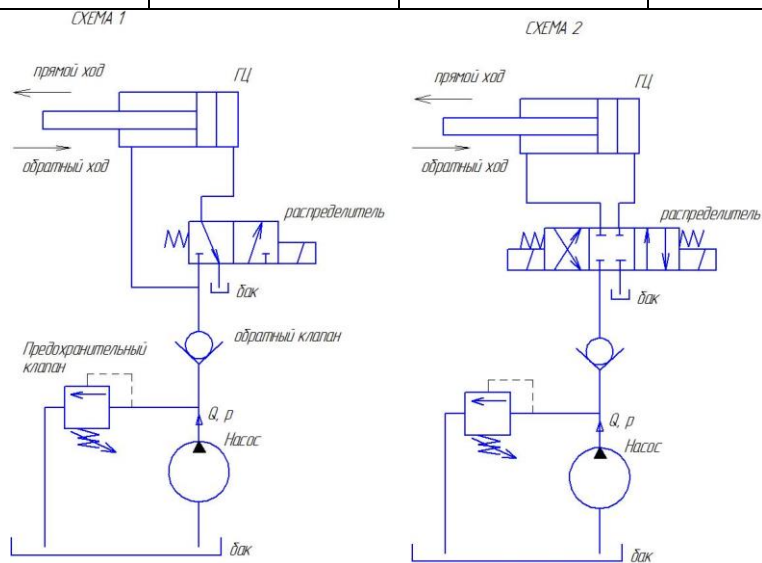 СХЕМА 1
прямой ход
ГЦ
обратный ход
распределитель
бак
обратный клапан
Предохранительный
клапан
Q, p
Насос
бак
СХЕМА 2
прямой ход
ГЦ
обратный ход
распределитель
бак
Q, p
Насос
бак